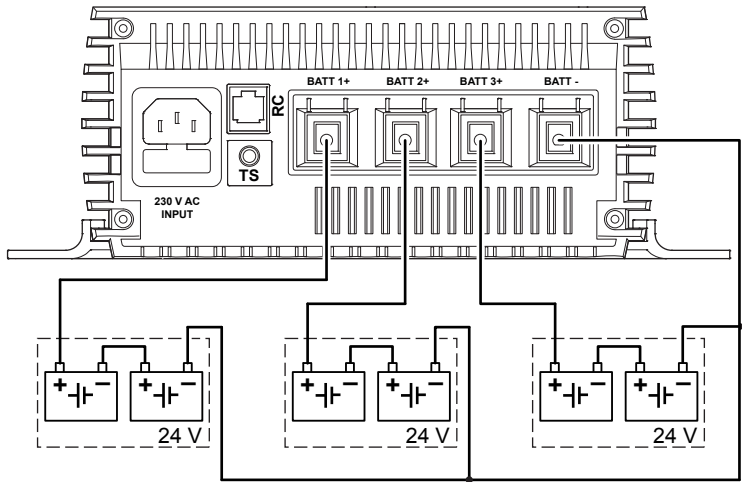 BATT 1+ BATT 2+ BATT 3+ BATT -
RC
TS
230 V AC
INPUT
+ − + − + − + − + − + −
24 V 24 V 24 V